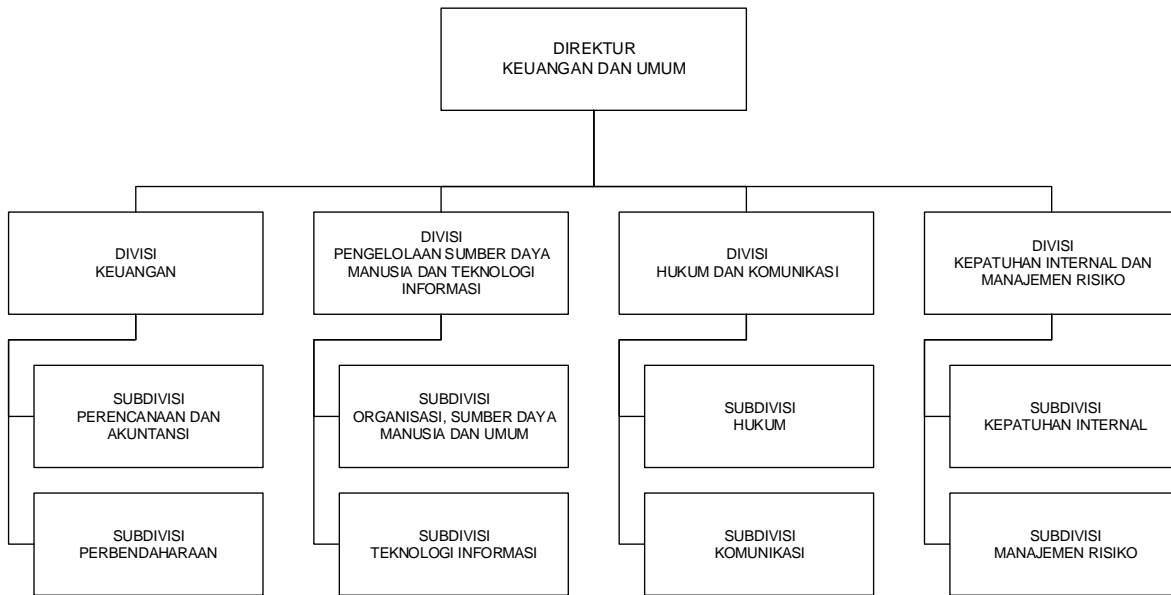 DIREKTUR
KEUANGAN DAN UMUM
DIVISI
KEUANGAN
DIVISI
PENGELOLAAN SUMBER DAYA
MANUSIA DAN TEKNOLOGI
INFORMASI
DIVISI
HUKUM DAN KOMUNIKASI
DIVISI
KEPATUHAN INTERNAL DAN
MANAJEMEN RISIKO
SUBDIVISI
PERENCANAAN DAN
AKUNTANSI
SUBDIVISI
ORGANISASI, SUMBER DAYA
MANUSIA DAN UMUM
SUBDIVISI
HUKUM
SUBDIVISI
KEPATUHAN INTERNAL
SUBDIVISI
PERBENDAHARAAN
SUBDIVISI
TEKNOLOGI INFORMASI
SUBDIVISI
KOMUNIKASI
SUBDIVISI
MANAJEMEN RISIKO